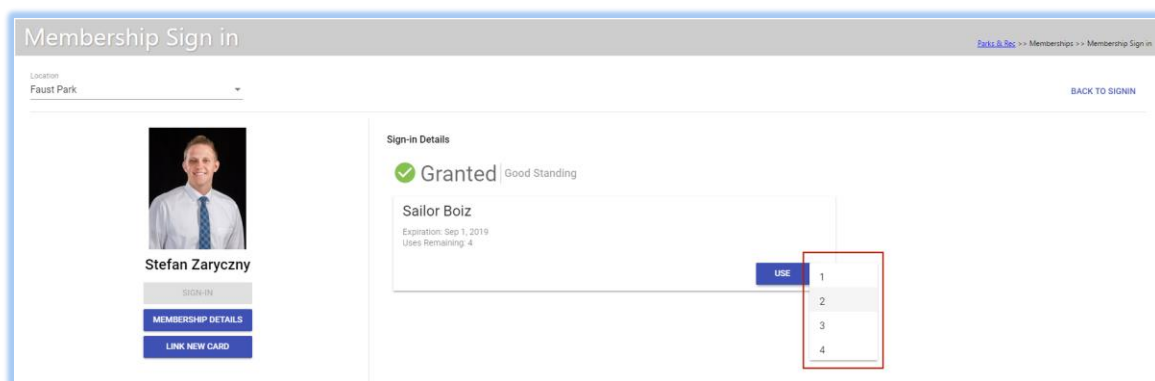 Membership Sign in
Parks & Rec >> Memberships >> Membership Sign in
Location
Faust Park
BACK TO SIGNIN
Sign-in Details
Granted Good Standing
Sailor Boiz
Expiration: Sep 1, 2019
Uses Remaining: 4
USE
1
2
3
4
Stefan Zaryczny
SIGN-IN
MEMBERSHIP DETAILS
LINK NEW CARD